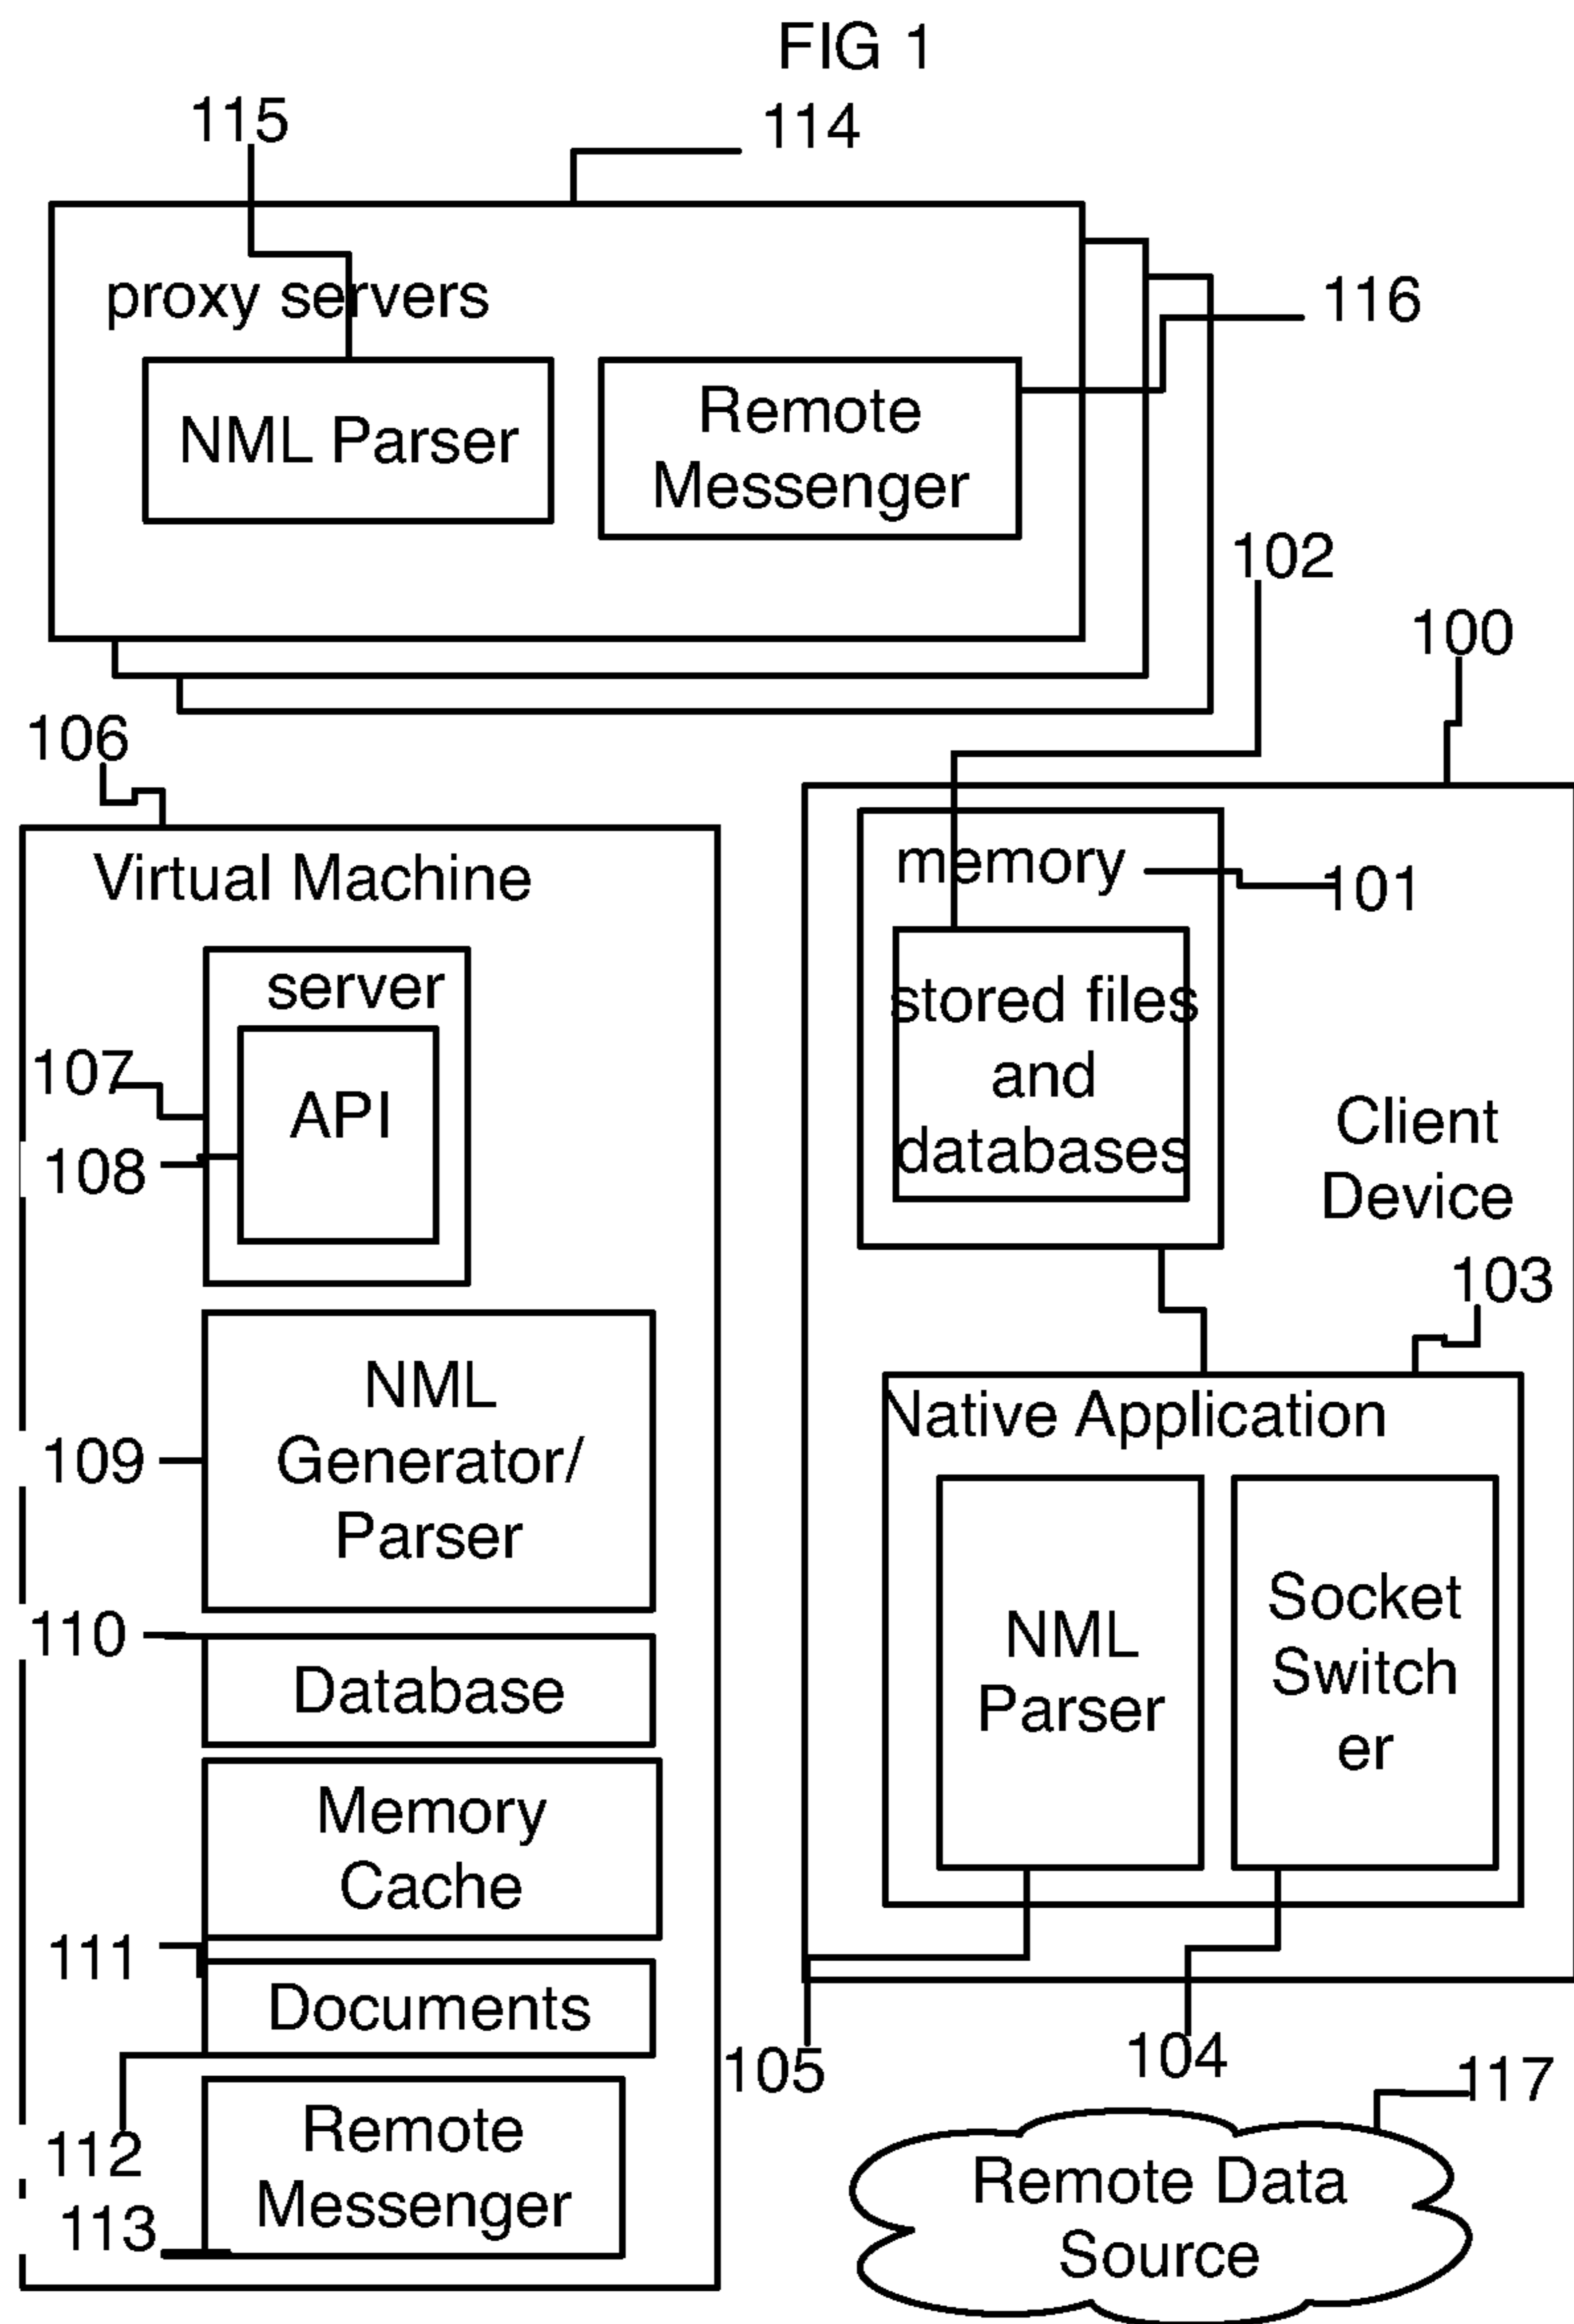 FIG 1
115
114
proxy servers
116
NML Parser
Remote
Messenger
102
100
106
Virtual Machine
memory
101
server
stored files
and
databases
107
API
108
Client
Device
103
NML
Generator/
Parser
109
Native Application
110
Database
NML
Parser
Socket
Switch
er
Memory
Cache
111
Documents
105
104
117
112
Remote
Messenger
113
Remote Data
Source